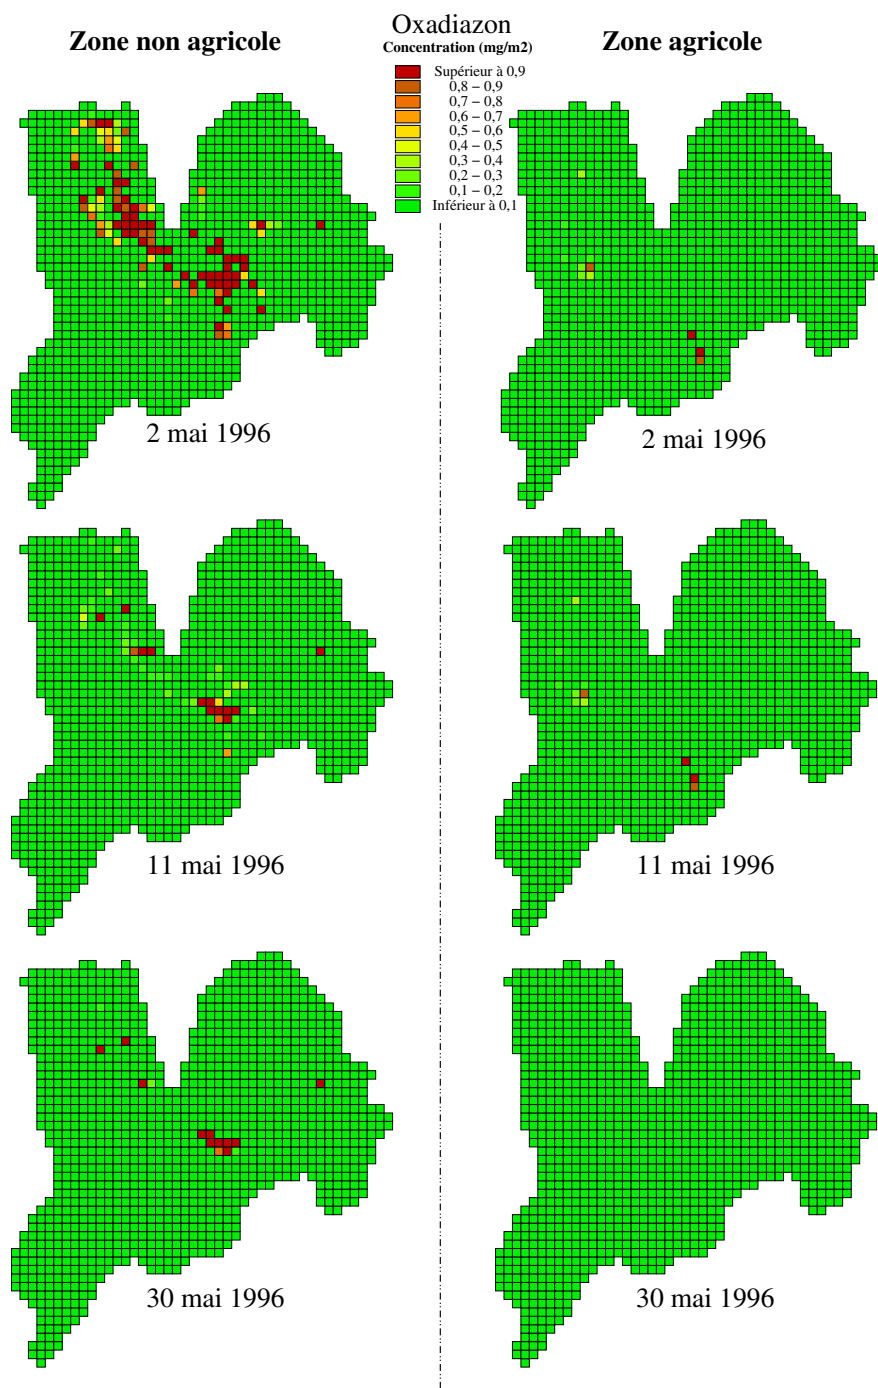 Oxadiazon
Zone non agricole
Concentration (mg/m2)
Zone agricole
Supérieur à 0,9
0,8 – 0,9
0,7 – 0,8
0,6 – 0,7
0,5 – 0,6
0,4 – 0,5
0,3 – 0,4
0,2 – 0,3
0,1 – 0,2
Inférieur à 0,1
2 mai 1996
2 mai 1996
11 mai 1996
11 mai 1996
30 mai 1996
30 mai 1996